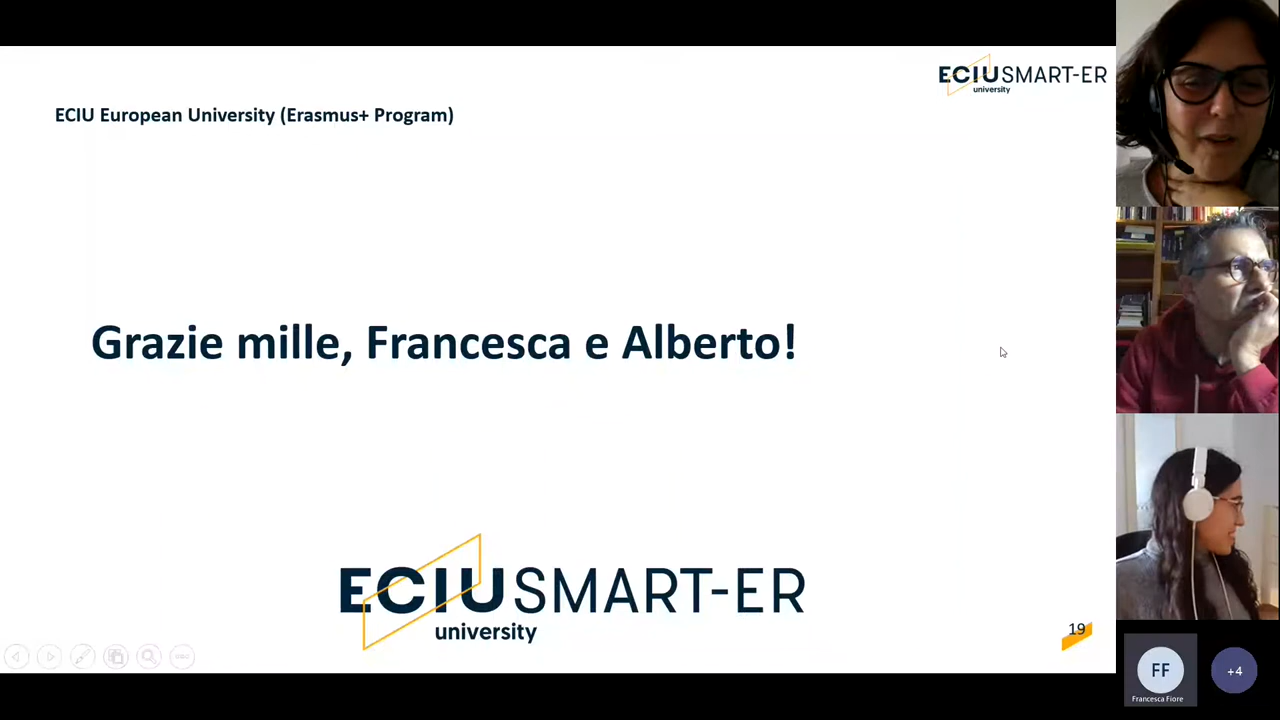 ECIU SMART-ER
university
ECIU European University (Erasmus+ Program)
Grazie mille, Francesca e Alberto!
ECIU SMART-ER
university
19
FF
Francesca Fiore
+4